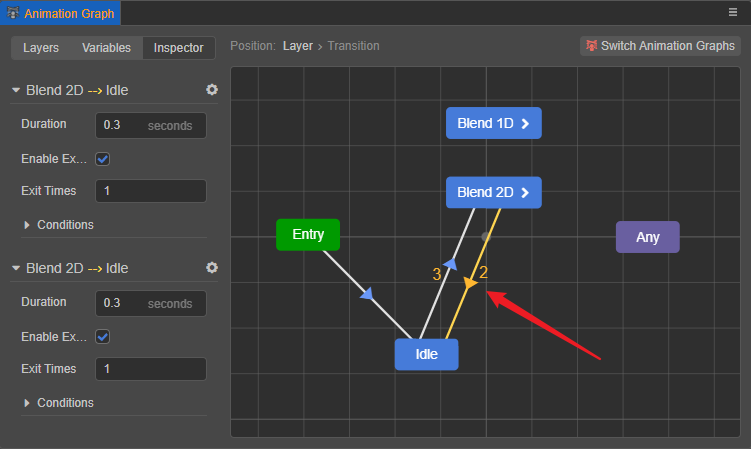 Animation Graph
Layers Variables Inspector
Position: Layer > Transition
Switch Animation Graphs
Blend 2D --> Idle
Duration 0.3 seconds
Enable Ex...
Exit Times 1
Conditions
Blend 2D --> Idle
Duration 0.3 seconds
Enable Ex...
Exit Times 1
Conditions
Blend 1D >
Blend 2D >
Entry
Any
3
2
Idle